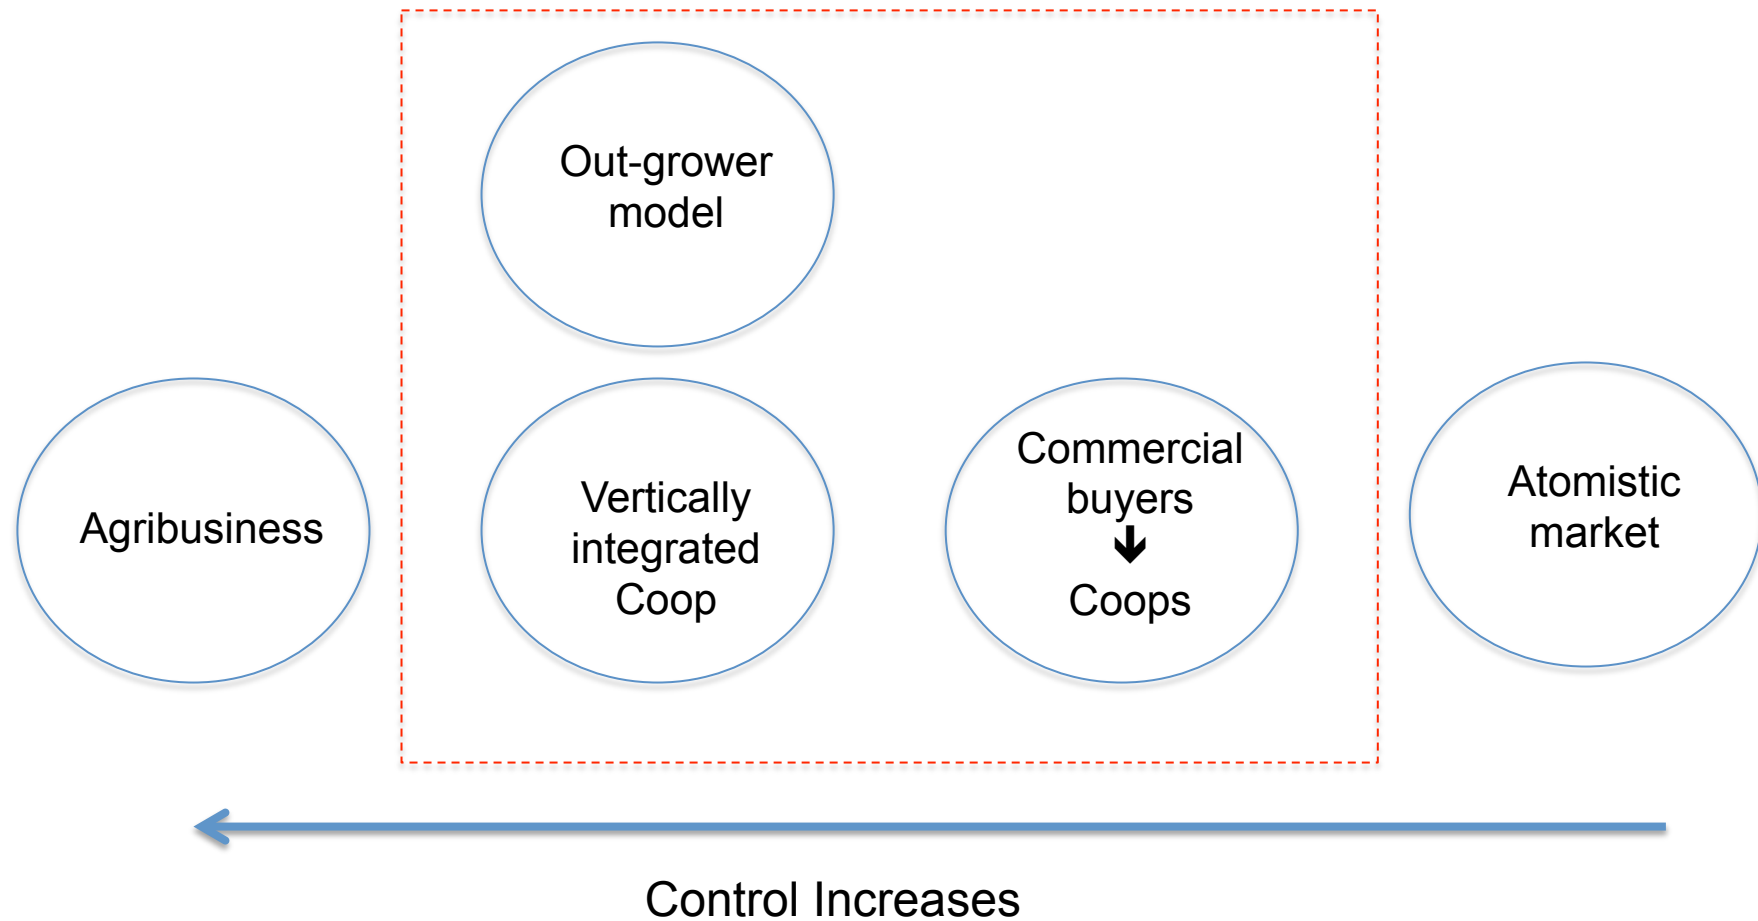 Out-grower
model
Agribusiness
Vertically
integrated
Coop
Commercial
buyers
Coops
Atomistic
market
Control Increases